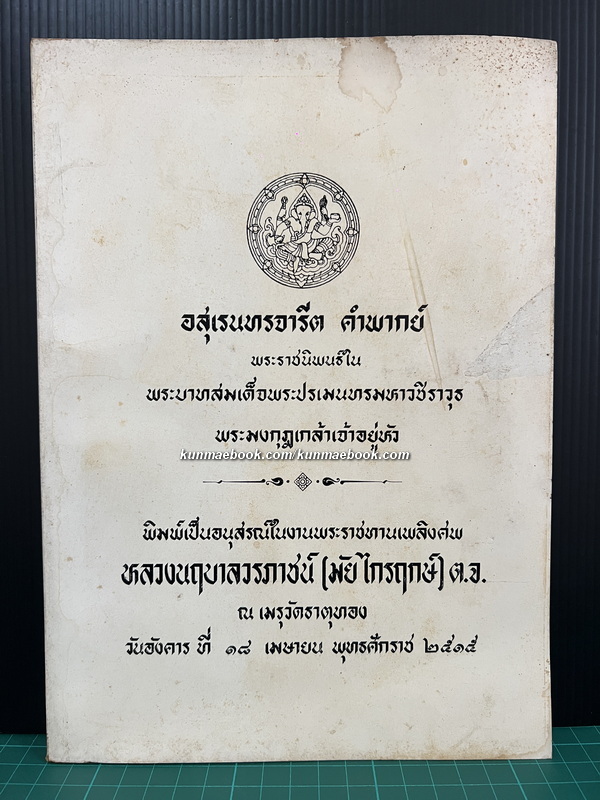 อสุเรนทรจารีต คำพากย์
พระราชนิพนธ์ใน
พระบาทสมเด็จพระปรเมนทรมหาวชิราวุธ
พระมงกุฎเกล้าเจ้าอยู่หัว
kunmaebook.com/kunmaebook.com
พิมพ์เป็นอนุสรณ์ในงานพระราชทานเพลิงศพ
หลวงนฤบาลวรภาชน์ (มัย ไกรฤกษ์) ต.จ.
ณ เมรุวัดธาตุทอง
วันอังคาร ที่ ๑๘ เมษายน พุทธศักราช ๒๕๑๕